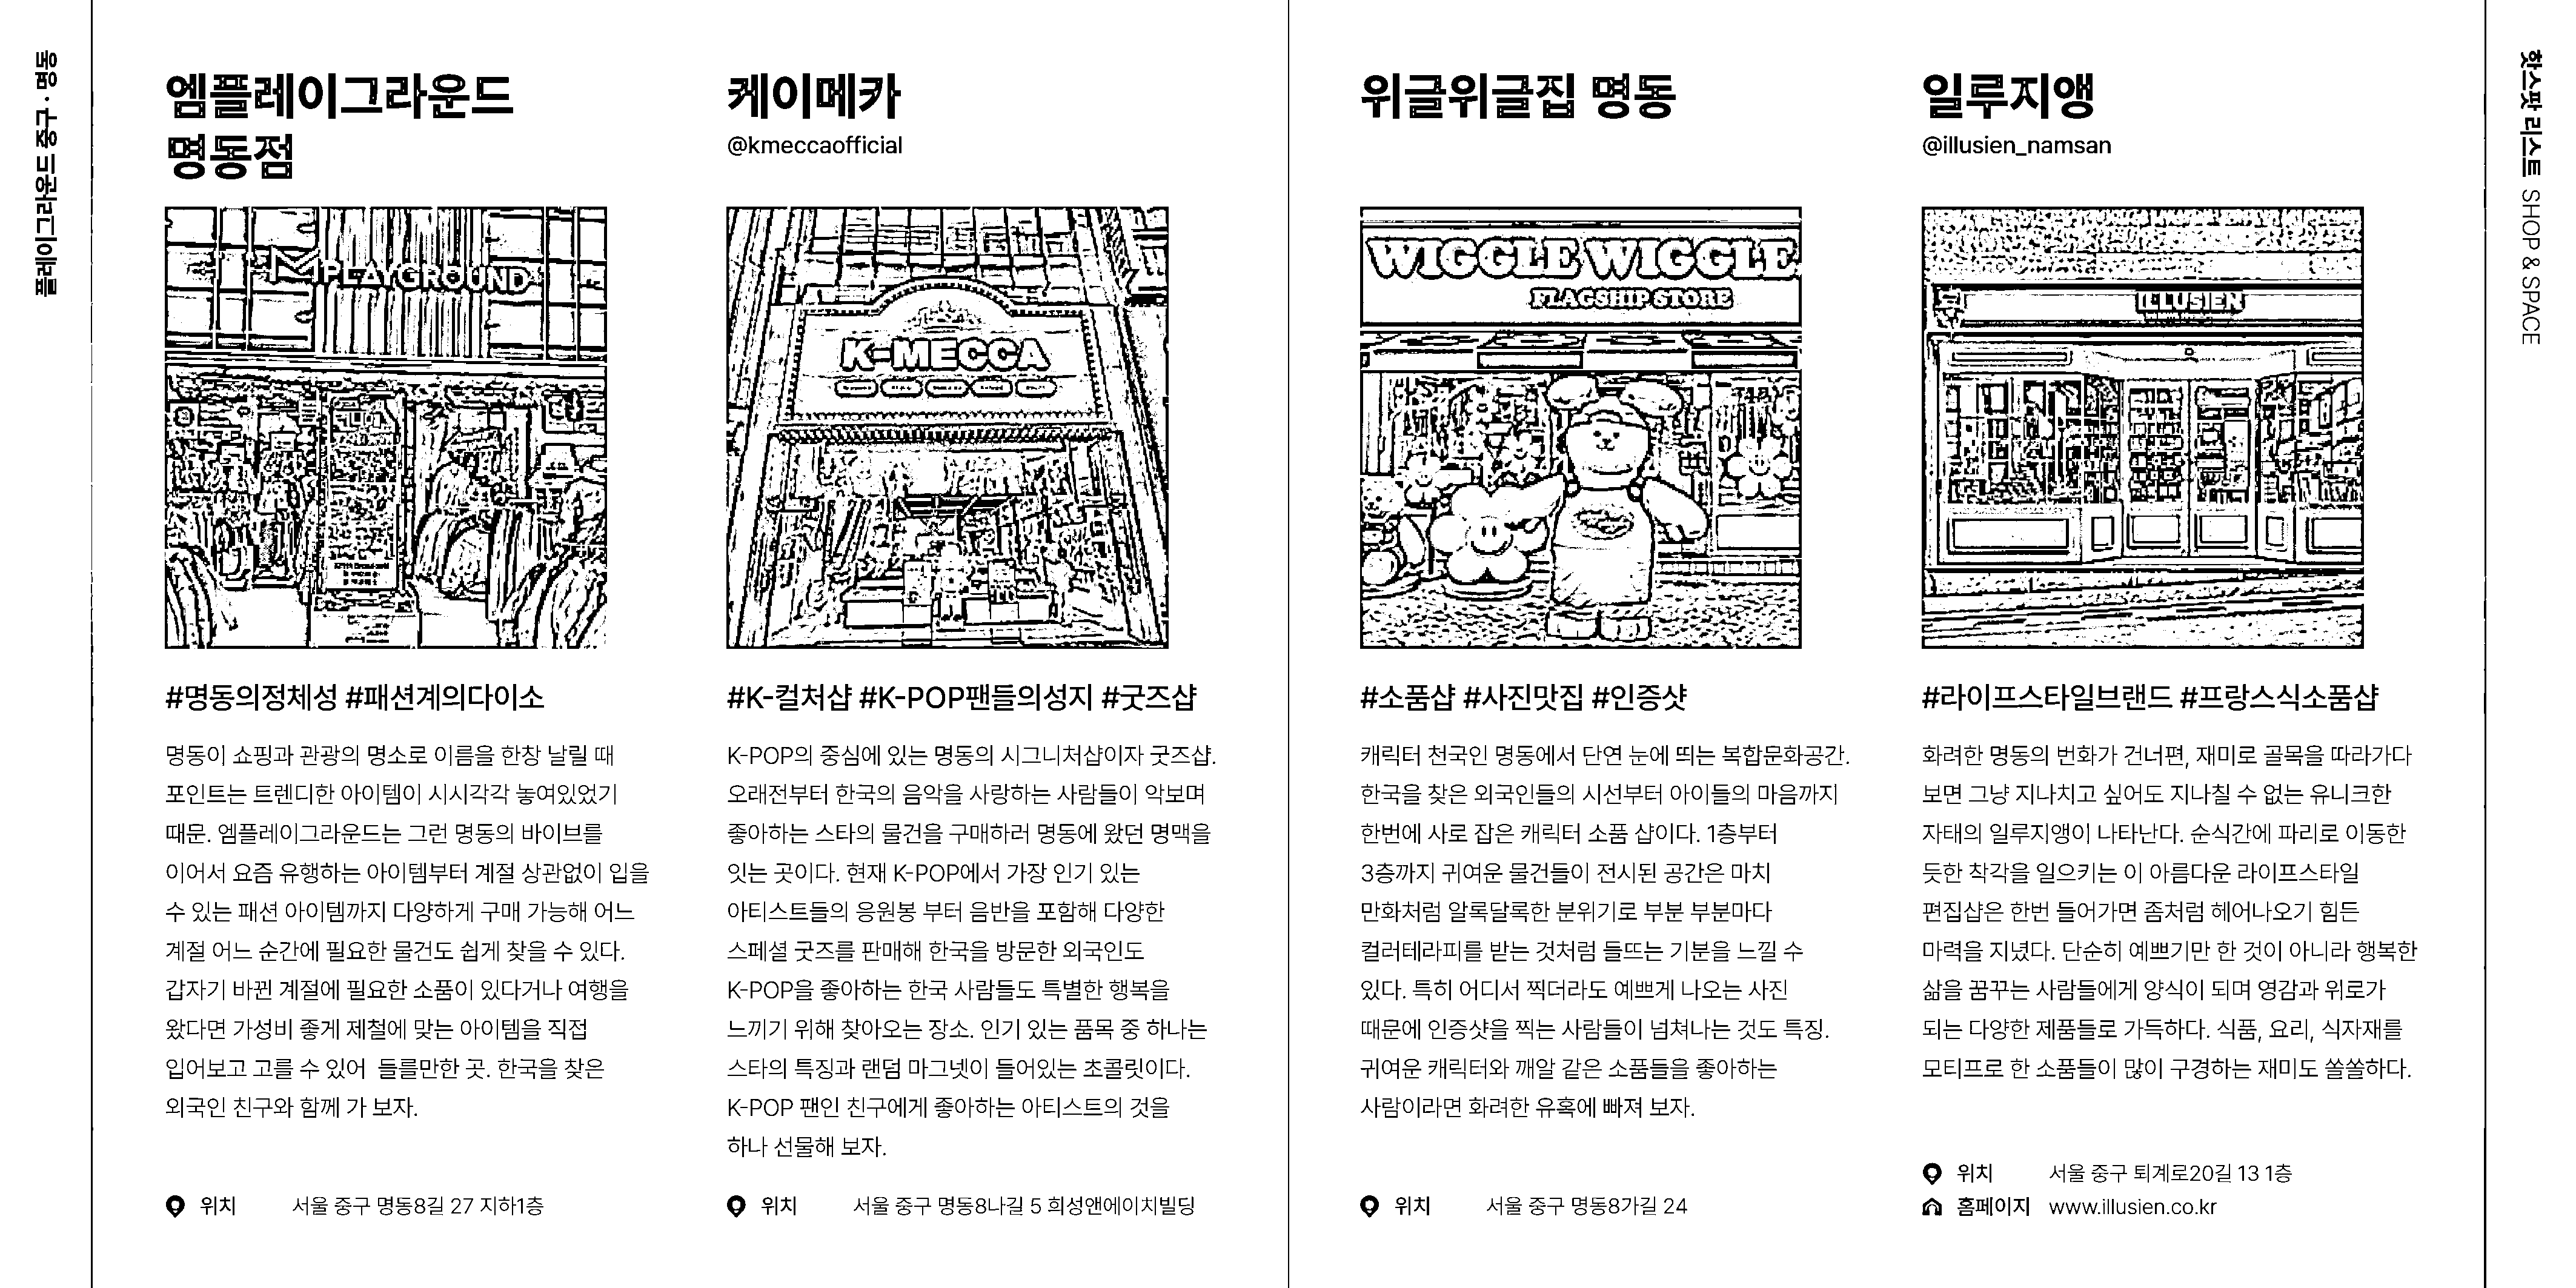 플레이그라운드 중구 · 명동
엠플레이그라운드
명동점
PLAYGROUND
#명동의정체성 #패션계의다이소
명동이 쇼핑과 관광의 명소로 이름을 한창 날릴 때
포인트는 트렌디한 아이템이 시시각각 놓여있었기
때문. 엠플레이그라운드는 그런 명동의 바이브를
이어서 요즘 유행하는 아이템부터 계절 상관없이 입을
수 있는 패션 아이템까지 다양하게 구매 가능해 어느
계절 어느 순간에 필요한 물건도 쉽게 찾을 수 있다.
갑자기 바뀐 계절에 필요한 소품이 있다거나 여행을
왔다면 가성비 좋게 제철에 맞는 아이템을 직접
입어보고 고를 수 있어 들를만한 곳. 한국을 찾은
외국인 친구와 함께 가 보자.
위치 서울 중구 명동8길 27 지하1층
케이메카
@kmeccaofficial
K-MECCA
#K-컬처샵 #K-POP팬들의성지 #굿즈샵
K-POP의 중심에 있는 명동의 시그니처샵이자 굿즈샵.
오래전부터 한국의 음악을 사랑하는 사람들이 악보며
좋아하는 스타의 물건을 구매하러 명동에 왔던 명맥을
잇는 곳이다. 현재 K-POP에서 가장 인기 있는
아티스트들의 응원봉 부터 음반을 포함해 다양한
스페셜 굿즈를 판매해 한국을 방문한 외국인도
K-POP을 좋아하는 한국 사람들도 특별한 행복을
느끼기 위해 찾아오는 장소. 인기 있는 품목 중 하나는
스타의 특징과 랜덤 마그넷이 들어있는 초콜릿이다.
K-POP 팬인 친구에게 좋아하는 아티스트의 것을
하나 선물해 보자.
위치 서울 중구 명동8나길 5 희성앤에이치빌딩
위글위글집 명동
WIGGLE WIGGLE
FLAGSHIP STORE
#소품샵 #사진맛집 #인증샷
캐릭터 천국인 명동에서 단연 눈에 띄는 복합문화공간.
한국을 찾은 외국인들의 시선부터 아이들의 마음까지
한번에 사로 잡은 캐릭터 소품 샵이다. 1층부터
3층까지 귀여운 물건들이 전시된 공간은 마치
만화처럼 알록달록한 분위기로 부분 부분마다
컬러테라피를 받는 것처럼 들뜨는 기분을 느낄 수
있다. 특히 어디서 찍더라도 예쁘게 나오는 사진
때문에 인증샷을 찍는 사람들이 넘쳐나는 것도 특징.
귀여운 캐릭터와 깨알 같은 소품들을 좋아하는
사람이라면 화려한 유혹에 빠져 보자.
위치 서울 중구 명동8가길 24
일루지앵
@illusien_namsan
ILLUSIEN
#라이프스타일브랜드 #프랑스식소품샵
화려한 명동의 번화가 건너편, 재미로 골목을 따라가다
보면 그냥 지나치고 싶어도 지나칠 수 없는 유니크한
자태의 일루지앵이 나타난다. 순식간에 파리로 이동한
듯한 착각을 일으키는 이 아름다운 라이프스타일
편집샵은 한번 들어가면 좀처럼 헤어나오기 힘든
마력을 지녔다. 단순히 예쁘기만 한 것이 아니라 행복한
삶을 꿈꾸는 사람들에게 양식이 되며 영감과 위로가
되는 다양한 제품들로 가득하다. 식품, 요리, 식자재를
모티프로 한 소품들이 많이 구경하는 재미도 쏠쏠하다.
위치 서울 중구 퇴계로20길 13 1층
홈페이지 www.illusien.co.kr
핫스팟 리스트 SHOP & SPACE